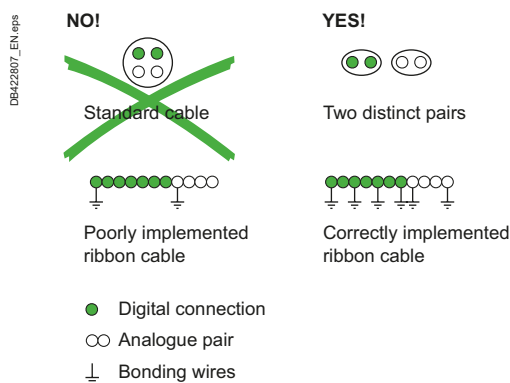 DB422807_EN.eps
NO!
YES!
Standard cable
Two distinct pairs
Poorly implemented
ribbon cable
Correctly implemented
ribbon cable
Digital connection
Analogue pair
Bonding wires